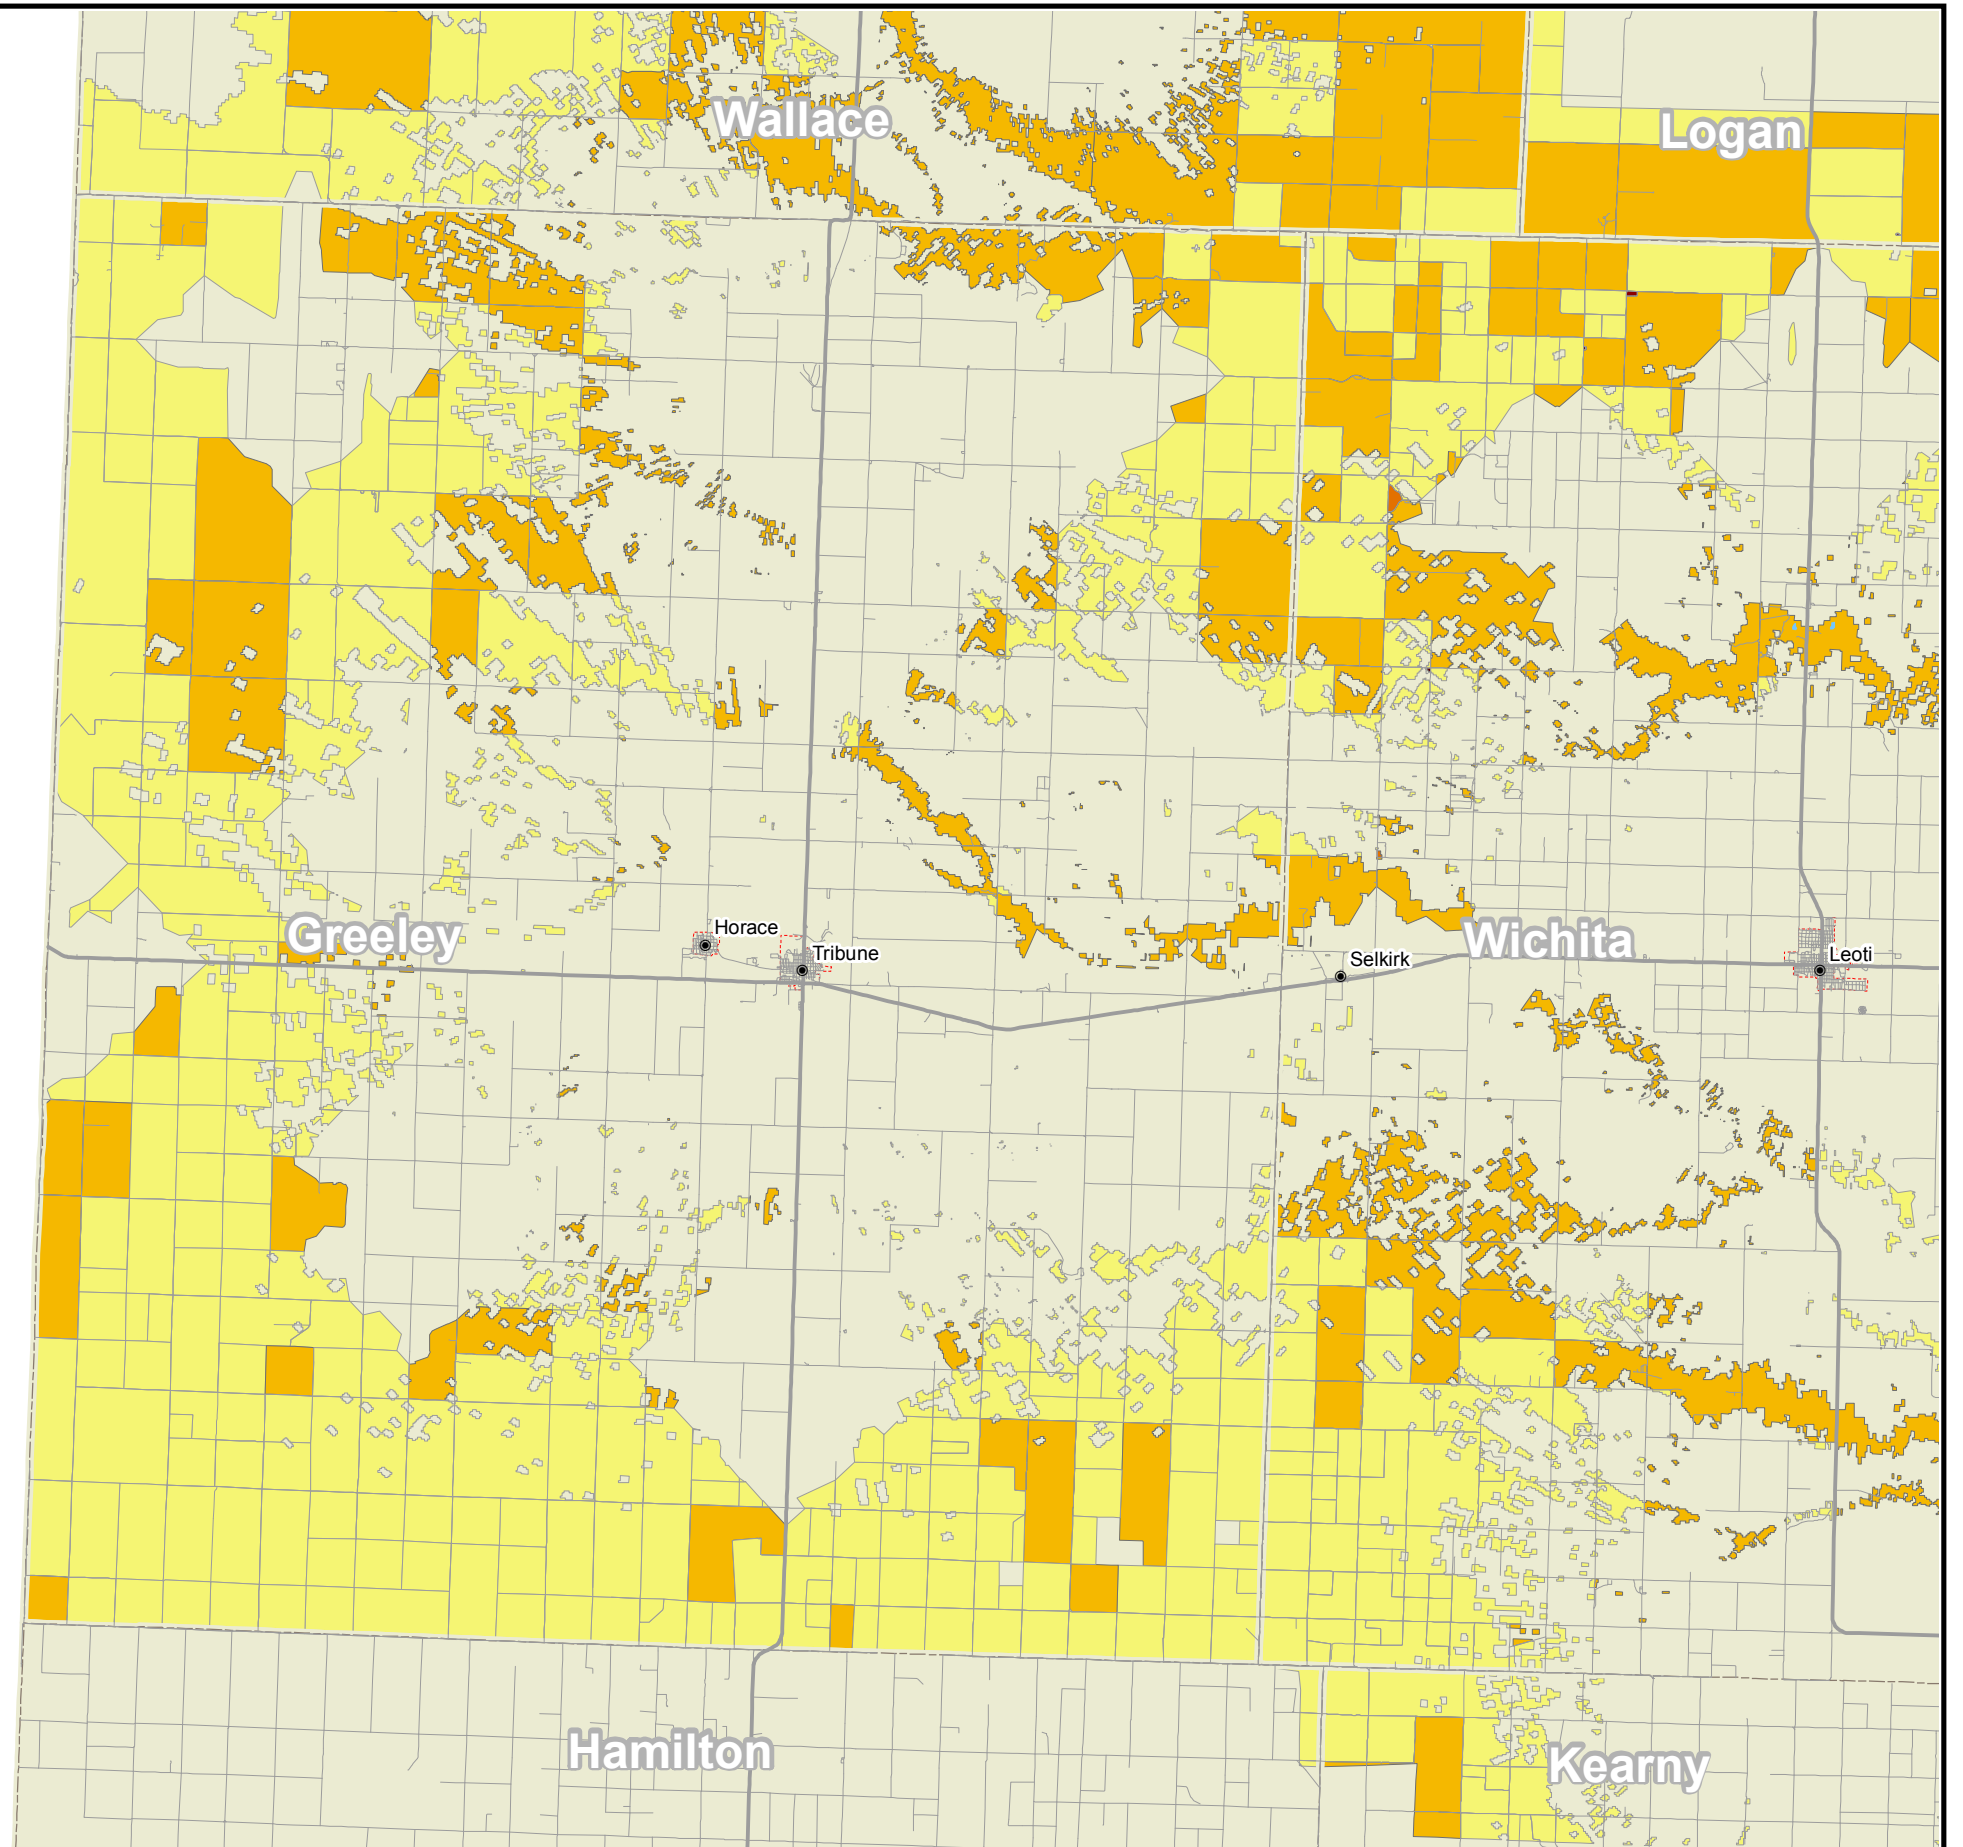 Wallace
Logan
Greeley
Horace
Tribune
Selkirk
Wichita
Leoti
Hamilton
Kearny